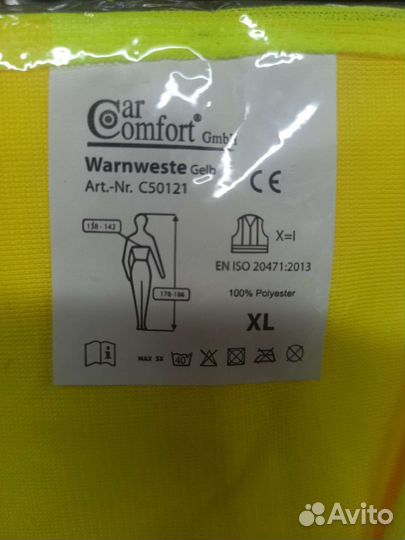 Car
Comfort® GmbH
Warnweste Gelb
Art.-Nr. C50121
CE
138 - 142
178-186
X=I
EN ISO 20471:2013
100% Polyester
XL
i
MAX 5X
40°
Avito